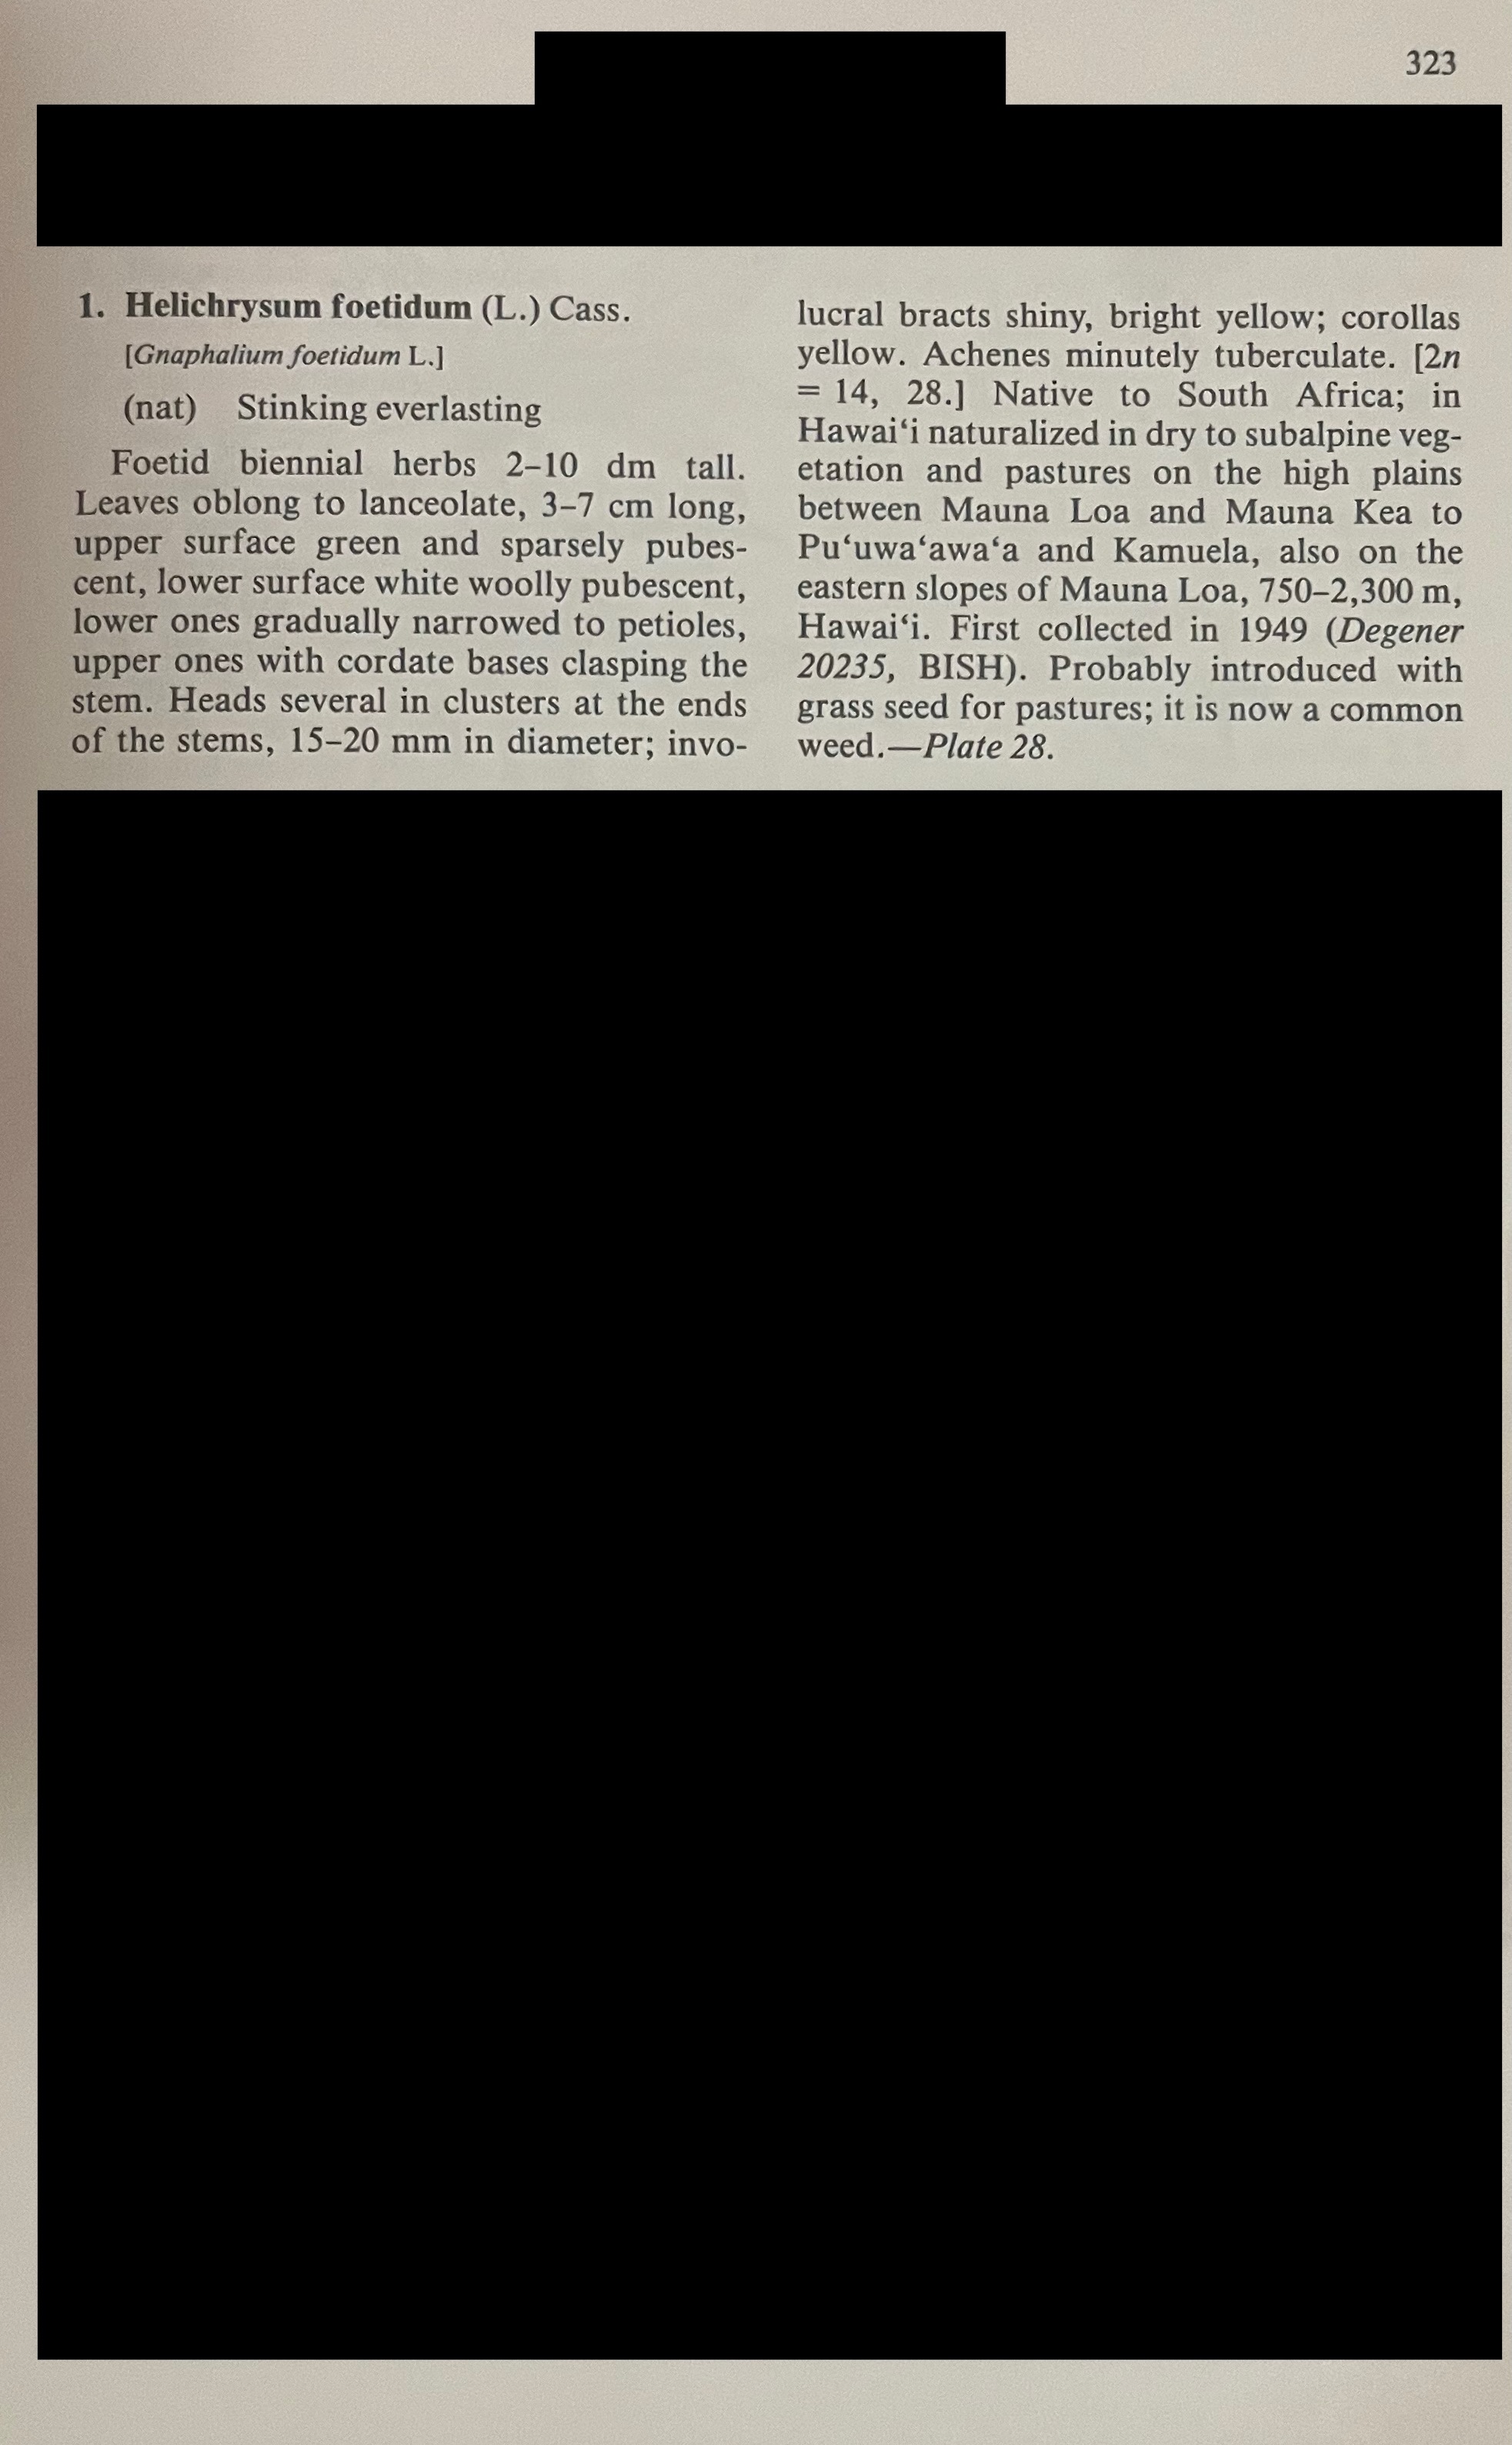 323
1. Helichrysum foetidum (L.) Cass.
[Gnaphalium foetidum L.]
(nat) Stinking everlasting
Foetid biennial herbs 2–10 dm tall.
Leaves oblong to lanceolate, 3–7 cm long,
upper surface green and sparsely pubes-
cent, lower surface white woolly pubescent,
lower ones gradually narrowed to petioles,
upper ones with cordate bases clasping the
stem. Heads several in clusters at the ends
of the stems, 15–20 mm in diameter; invo-
lucral bracts shiny, bright yellow; corollas
yellow. Achenes minutely tuberculate. [2n
= 14, 28.] Native to South Africa; in
Hawai‘i naturalized in dry to subalpine veg-
etation and pastures on the high plains
between Mauna Loa and Mauna Kea to
Pu‘uwa‘awa‘a and Kamuela, also on the
eastern slopes of Mauna Loa, 750–2,300 m,
Hawai‘i. First collected in 1949 (Degener
20235, BISH). Probably introduced with
grass seed for pastures; it is now a common
weed.—Plate 28.